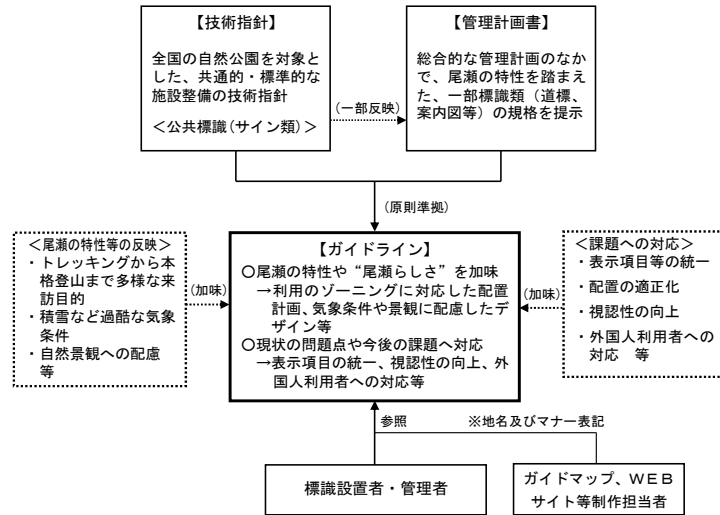 【技術指針】
全国の自然公園を対象と
した、共通的・標準的な
施設整備の技術指針
＜公共標識(サイン類)＞
(一部反映)
【管理計画書】
総合的な管理計画のなか
で、尾瀬の特性を踏まえ
た、一部標識類（道標、
案内図等）の規格を提示
(原則準拠)
＜尾瀬の特性等の反映＞
・トレッキングから本
格登山まで多様な来
訪目的
・積雪など過酷な気象
条件
・自然景観への配慮
等
(加味)
【ガイドライン】
○尾瀬の特性や“尾瀬らしさ”を加味
→利用のゾーニングに対応した配置
計画、気象条件や景観に配慮したデ
ザイン等
○現状の問題点や今後の課題へ対応
→表示項目の統一、視認性の向上、外
国人利用者への対応等
(加味)
＜課題への対応＞
・表示項目等の統一
・配置の適正化
・視認性の向上
・外国人利用者への
対応 等
参照
※地名及びマナー表記
標識設置者・管理者
ガイドマップ、ＷＥＢ
サイト等制作担当者